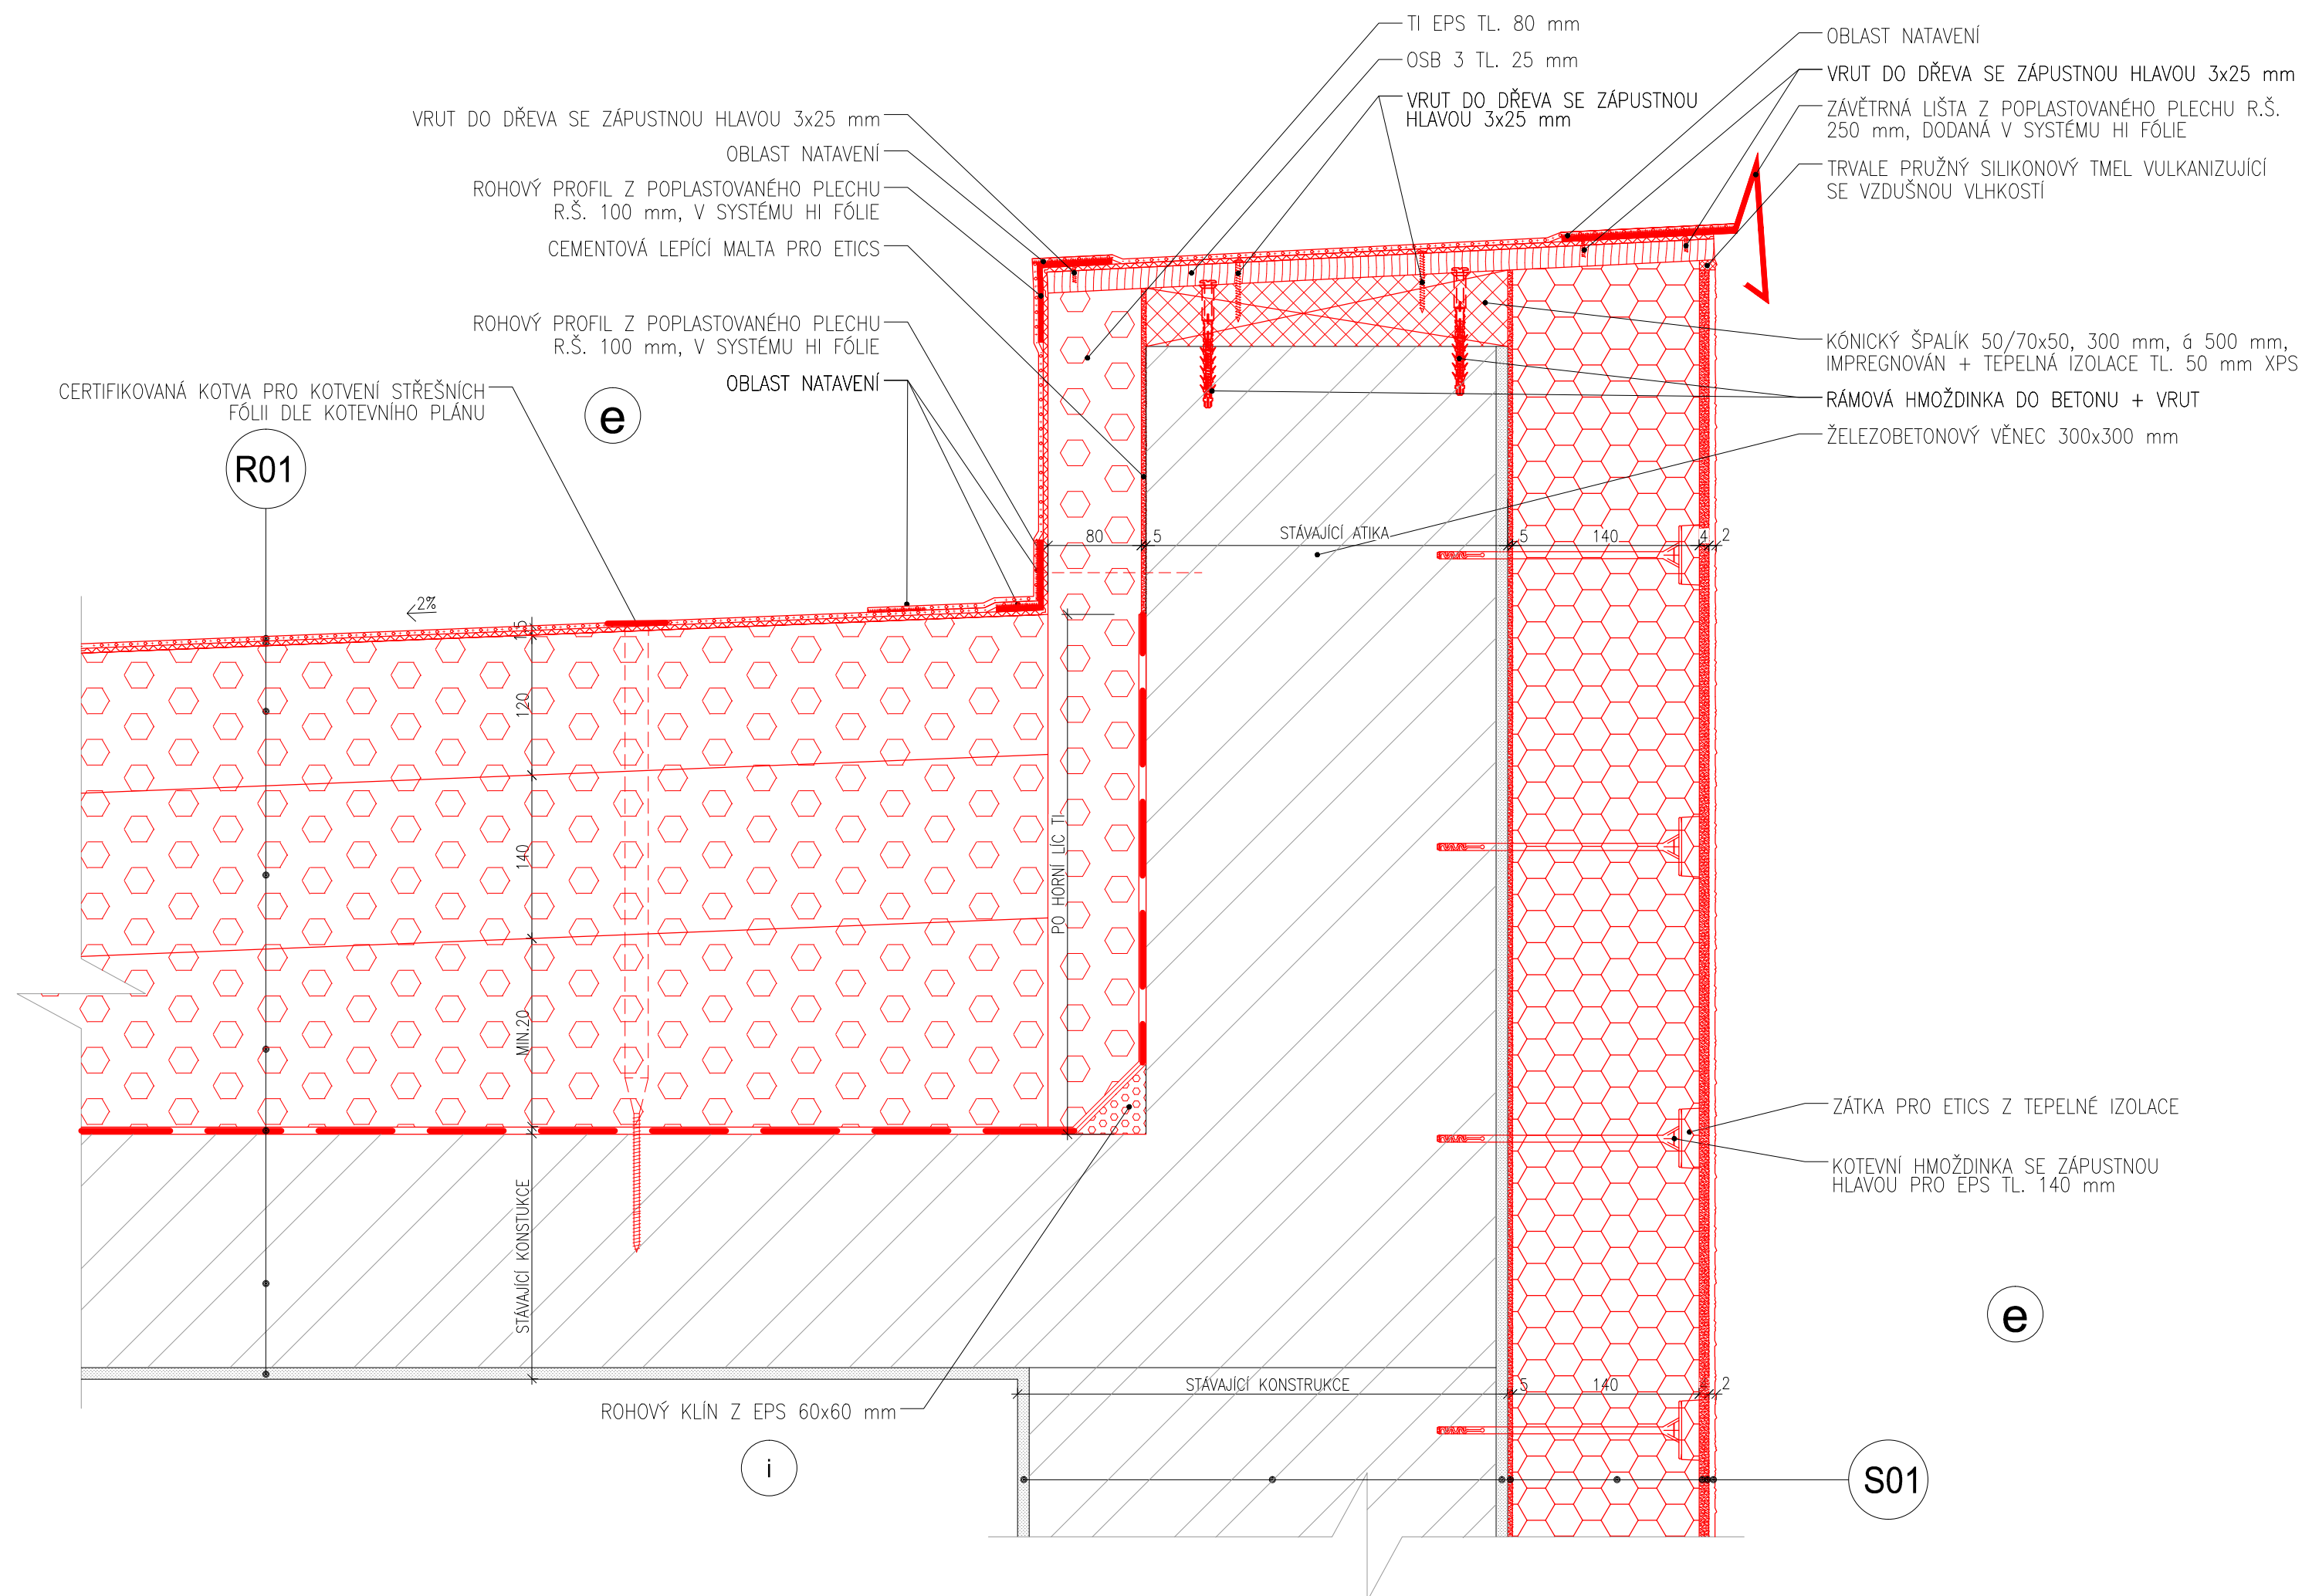 TI EPS TL. 80 mm
OSB 3 TL. 25 mm
VRUT DO DŘEVA SE ZÁPUSTNOU
HLAVOU 3x25 mm
OBLAST NATAVENÍ
VRUT DO DŘEVA SE ZÁPUSTNOU HLAVOU 3x25 mm
ZÁVĚTRNÁ LIŠTA Z POPLASTOVANÉHO PLECHU R.Š.
250 mm, DODANÁ V SYSTÉMU HI FÓLIE
TRVALE PRUŽNÝ SILIKONOVÝ TMEL VULKANIZUJÍCÍ
SE VZDUŠNOU VLHKOSTÍ
VRUT DO DŘEVA SE ZÁPUSTNOU HLAVOU 3x25 mm
OBLAST NATAVENÍ
ROHOVÝ PROFIL Z POPLASTOVANÉHO PLECHU
R.Š. 100 mm, V SYSTÉMU HI FÓLIE
CEMENTOVÁ LEPÍCÍ MALTA PRO ETICS
ROHOVÝ PROFIL Z POPLASTOVANÉHO PLECHU
R.Š. 100 mm, V SYSTÉMU HI FÓLIE
OBLAST NATAVENÍ
CERTIFIKOVANÁ KOTVA PRO KOTVENÍ STŘEŠNÍCH
FÓLII DLE KOTEVNÍHO PLÁNU
e
R01
KÓNICKÝ ŠPALÍK 50/70x50, 300 mm, á 500 mm,
IMPREGNOVÁN + TEPELNÁ IZOLACE TL. 50 mm XPS
RÁMOVÁ HMOŽDINKA DO BETONU + VRUT
ŽELEZOBETONOVÝ VĚNEC 300x300 mm
80
5
STÁVAJÍCÍ ATIKA
5
140
4
2
2%
1,5
120
140
MIN.20
STÁVAJÍCÍ KONSTUKCE
PO HORNÍ LÍC TI
ZÁTKA PRO ETICS Z TEPELNÉ IZOLACE
KOTEVNÍ HMOŽDINKA SE ZÁPUSTNOU
HLAVOU PRO EPS TL. 140 mm
e
STÁVAJÍCÍ KONSTRUKCE
5
140
4
2
ROHOVÝ KLÍN Z EPS 60x60 mm
i
S01